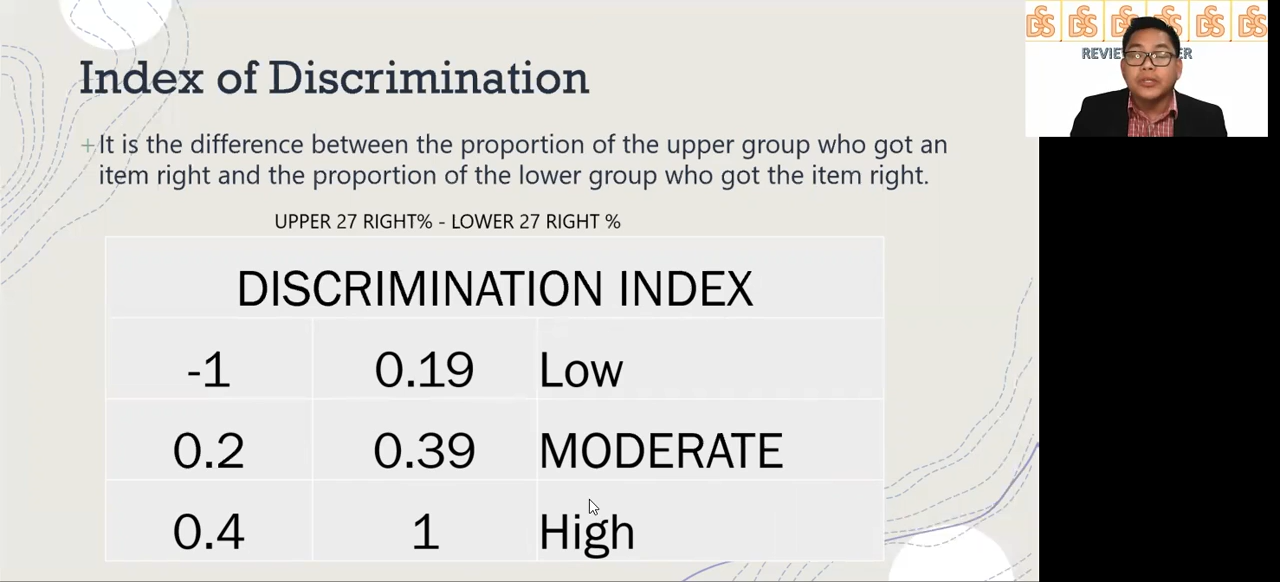 Index of Discrimination
+It is the difference between the proportion of the upper group who got an
item right and the proportion of the lower group who got the item right.
UPPER 27 RIGHT% - LOWER 27 RIGHT %
DISCRIMINATION INDEX
-1 0.19 Low
0.2 0.39 MODERATE
0.4 1 High